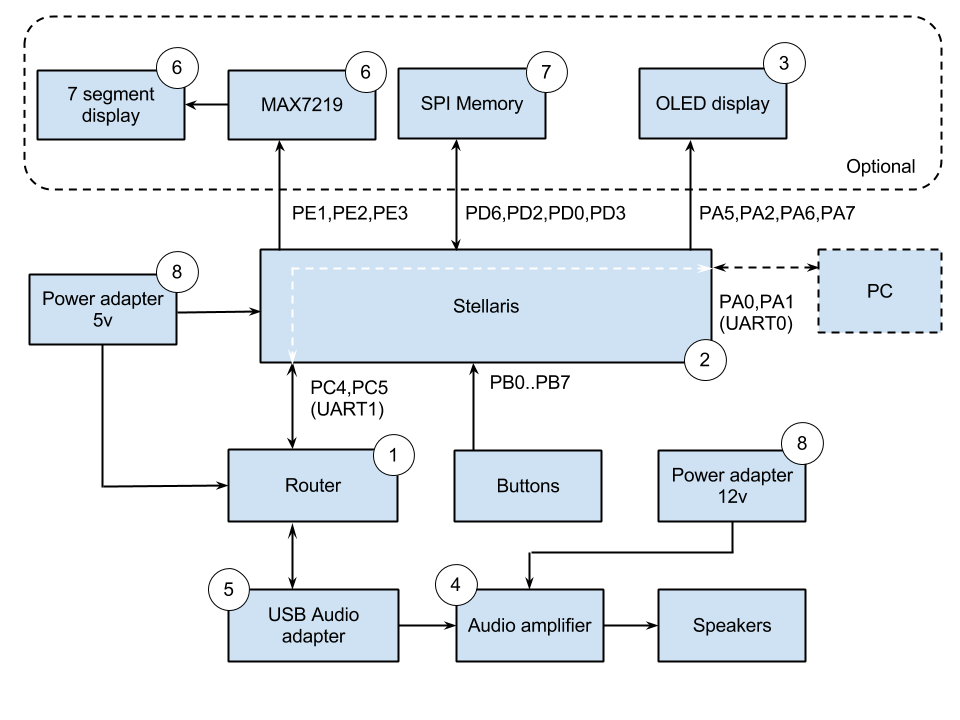 6
6
7
3
7 segment
display
MAX7219
SPI Memory
OLED display
Optional
PE1,PE2,PE3
PD6,PD2,PD0,PD3
PA5,PA2,PA6,PA7
8
Power adapter
5v
Stellaris
PA0,PA1
(UART0)
PC
2
PC4,PC5
(UART1)
PB0..PB7
1
Router
Buttons
8
Power adapter
12v
5
USB Audio
adapter
4
Audio amplifier
Speakers